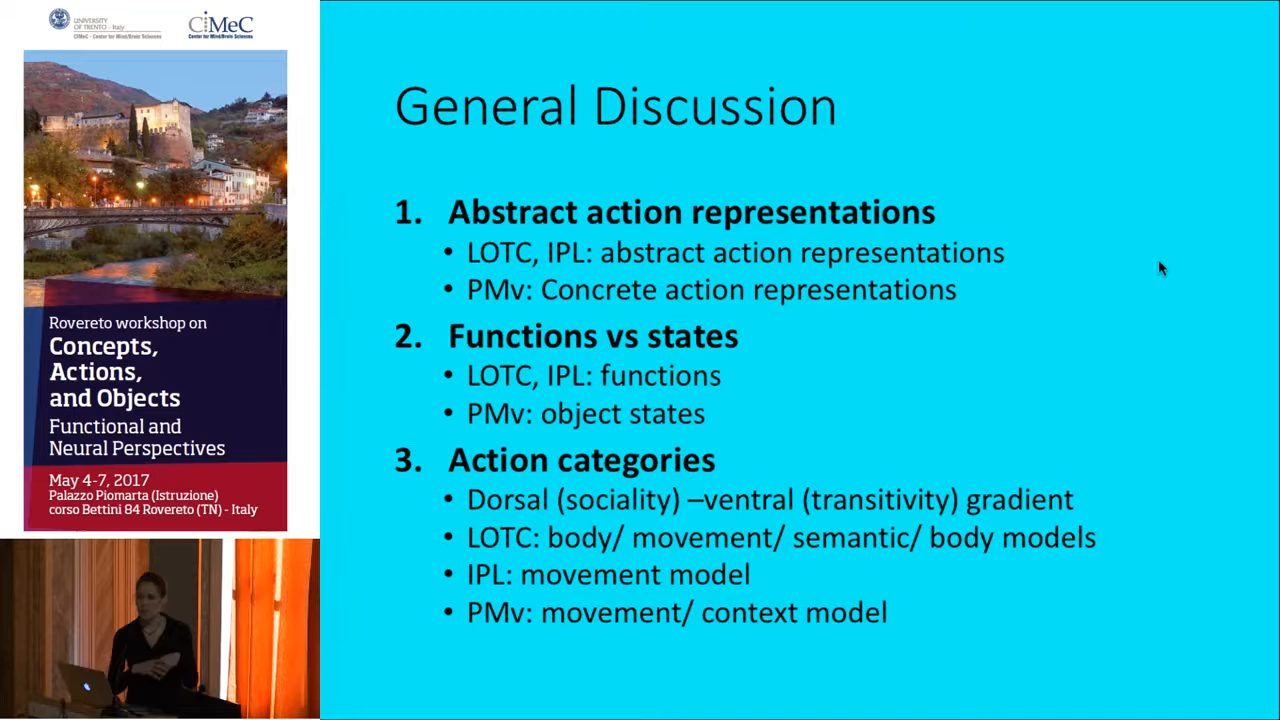 UNIVERSITY
OF TRENTO - Italy
CIMeC - Center for Mind/Brain Sciences
CiMeC
Center for Mind/Brain Sciences
Rovereto workshop on
Concepts,
Actions,
and Objects
Functional and
Neural Perspectives
May 4-7, 2017
Palazzo Piomarta (Istruzione)
corso Bettini 84 Rovereto (TN) - Italy
General Discussion
1. Abstract action representations
• LOTC, IPL: abstract action representations
• PMv: Concrete action representations
2. Functions vs states
• LOTC, IPL: functions
• PMv: object states
3. Action categories
• Dorsal (sociality) –ventral (transitivity) gradient
• LOTC: body/ movement/ semantic/ body models
• IPL: movement model
• PMv: movement/ context model